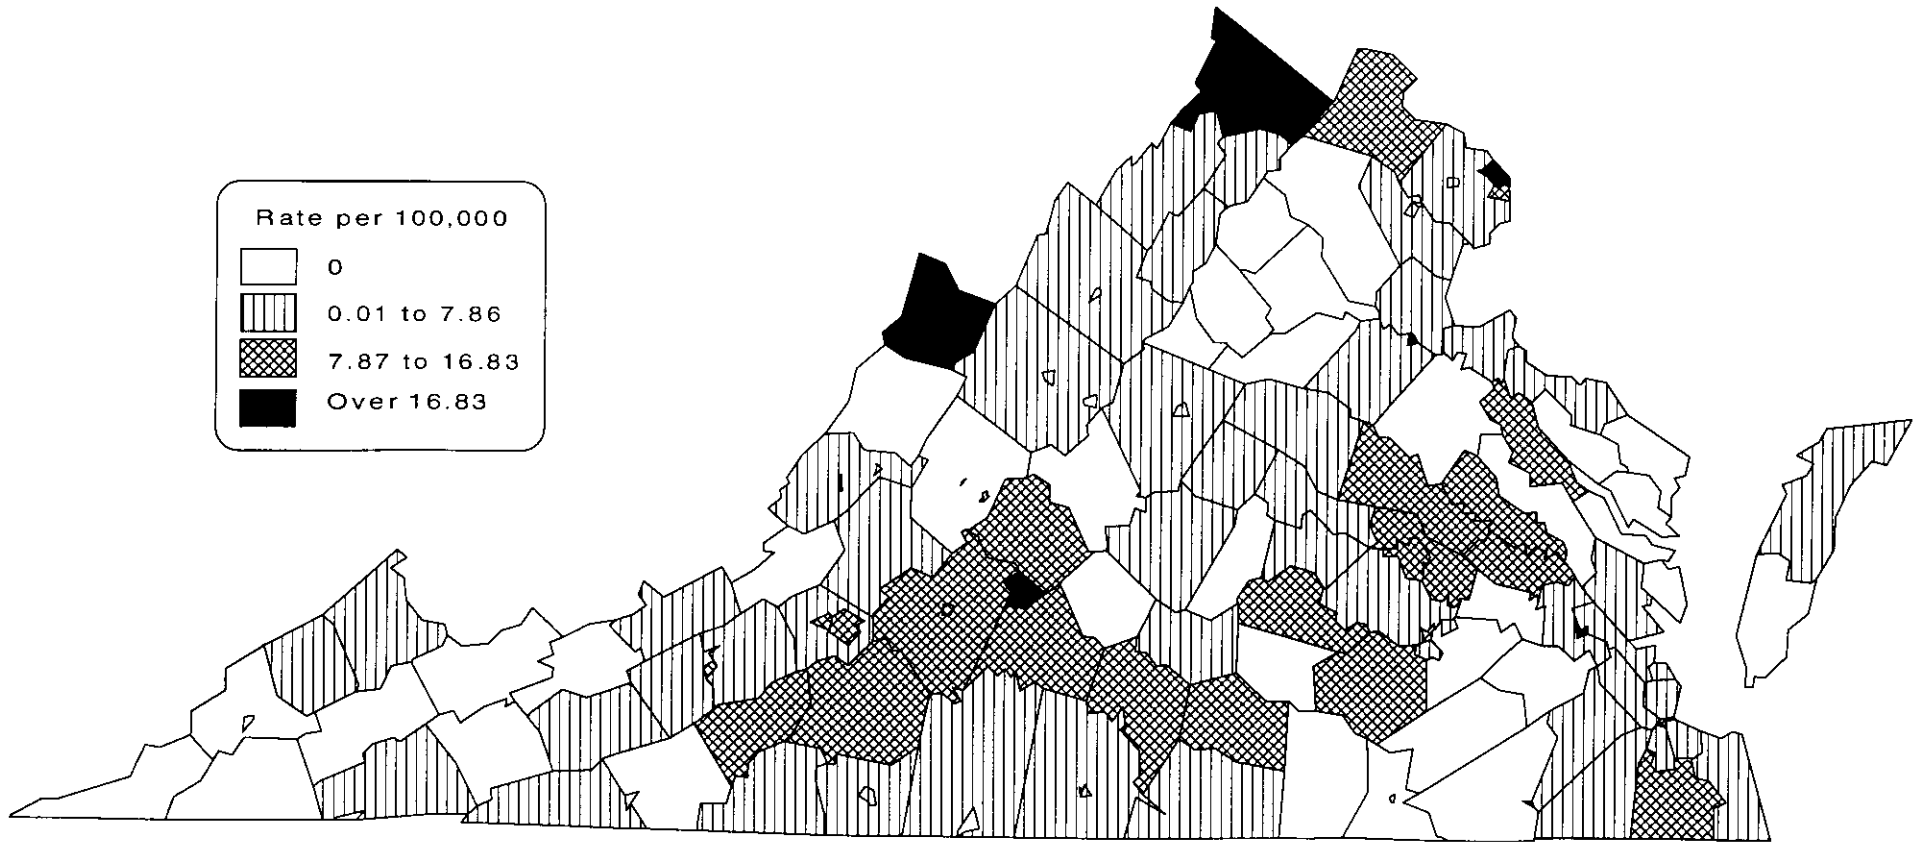 Rate per 100,000
0
0.01 to 7.86
7.87 to 16.83
Over 16.83